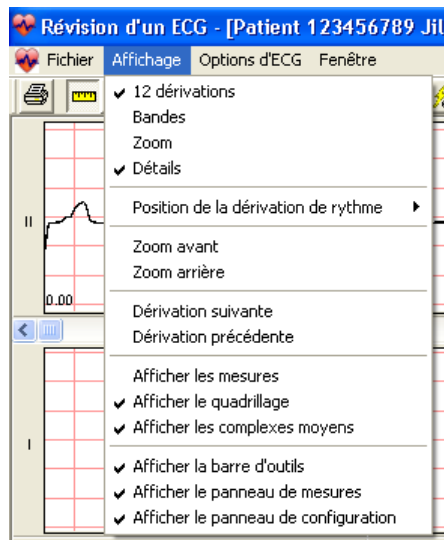 Révision d'un ECG - [Patient 123456789
Fichier Affichage Options d'ECG Fenêtre
12 dérivations
Bandes
Zoom
Détails
II
Position de la dérivation de rythme
Zoom avant
Zoom arrière
0.00
Dérivation suivante
Dérivation précédente
Afficher les mesures
Afficher le quadrillage
Afficher les complexes moyens
I
Afficher la barre d'outils
Afficher le panneau de mesures
Afficher le panneau de configuration